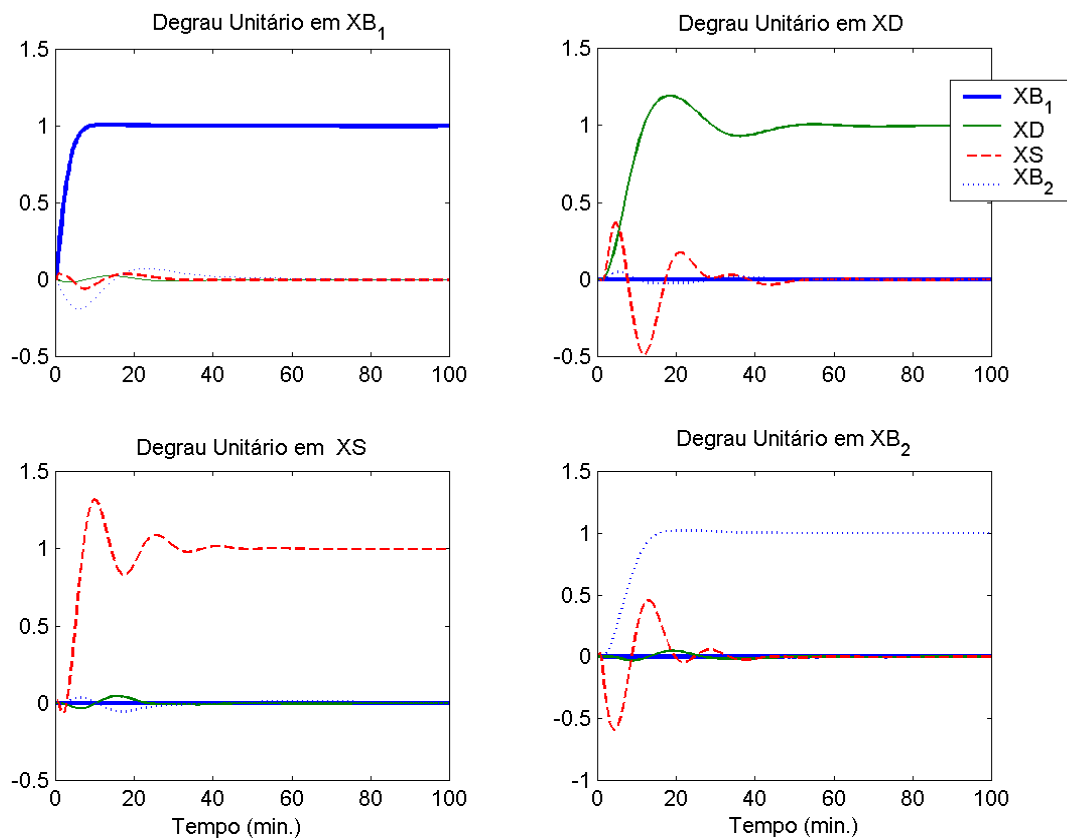 Degrau Unitário em XB1
1.5
1
0.5
0
-0.5
0 20 40 60 80 100
Degrau Unitário em XD
1.5
1
0.5
0
-0.5
0 20 40 60 80 100
XB1
XD
XS
XB2
Degrau Unitário em XS
1.5
1
0.5
0
-0.5
0 20 40 60 80 100
Tempo (min.)
Degrau Unitário em XB2
1.5
1
0.5
0
-0.5
-1
0 20 40 60 80 100
Tempo (min.)